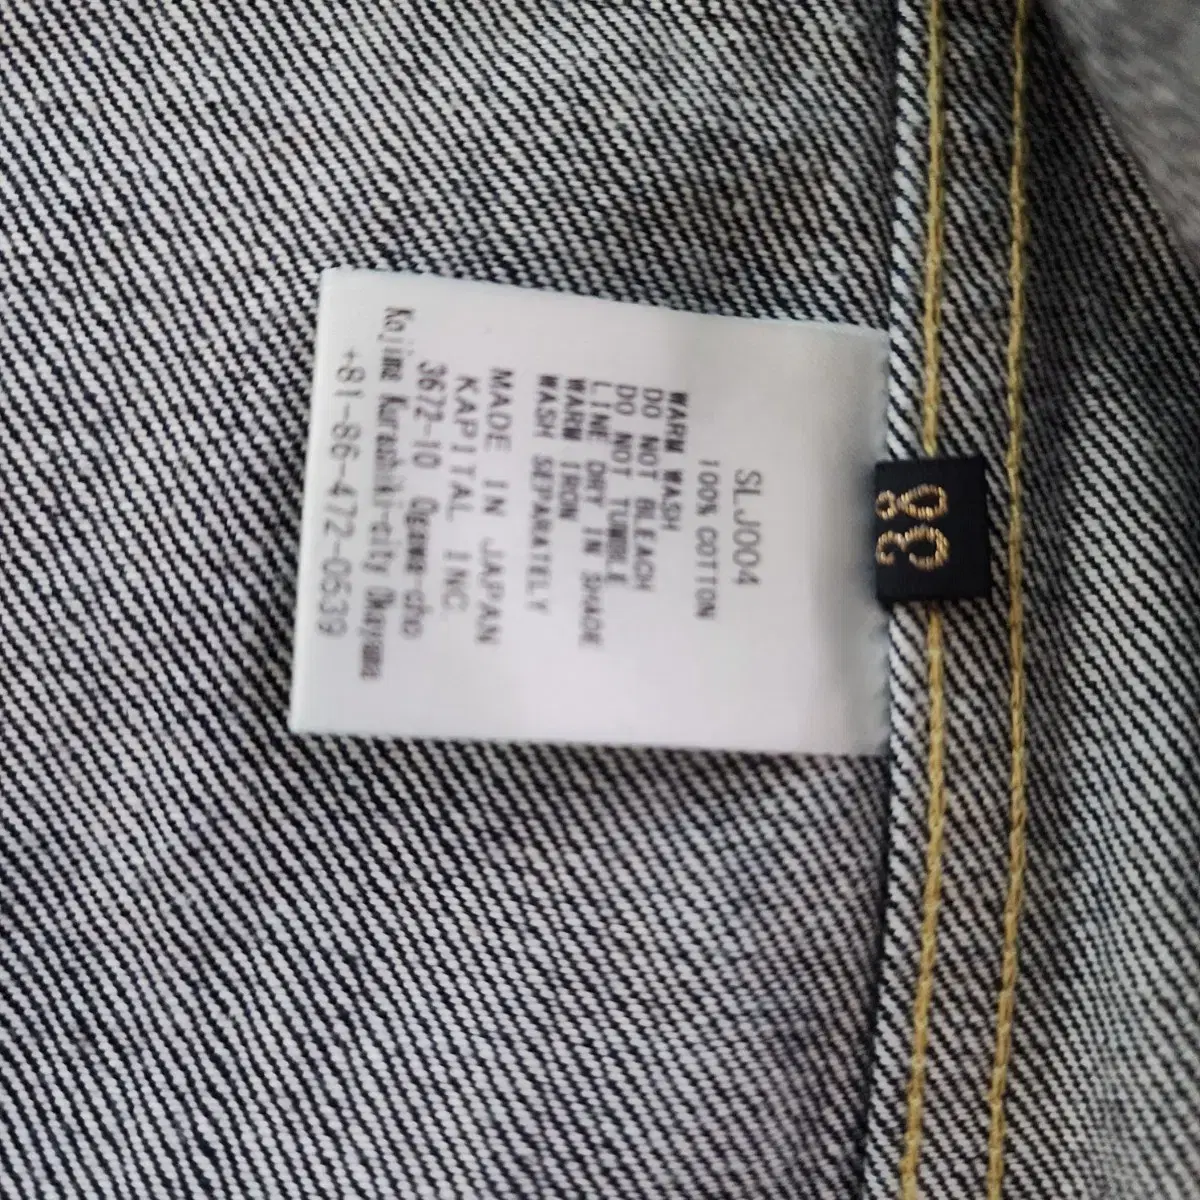 38
SLJ004
100% COTTON
WARM WASH
DO NOT BLEACH
DO NOT TUMBLE
LINE DRY IN SHADE
WARM IRON
WASH SEPARATELY
MADE IN JAPAN
KAPITAL INC.
3672-10 Ogawa-cho
Kojima Kurashiki-city Okayama
+81-86-472-0639